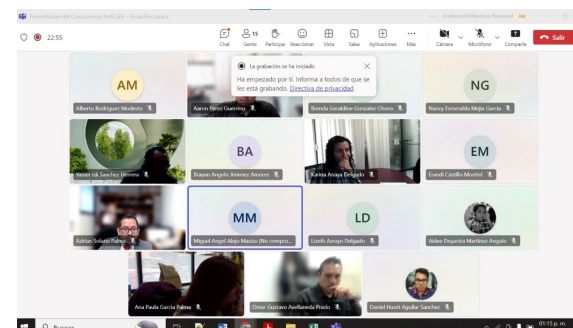 Presentación del Componente PoliCoFE - Firma Electrónica
Instituto Politécnico Nacional AM
22:55
15
Chat Gente Participar Reaccionar Vista Salas Aplicaciones Más Cámara Micrófono Comparte Salir
La grabación se ha iniciado
Ha empezado por ti. Informa a todos de que se
les está grabando. Directiva de privacidad
AM
Alberto Rodriguez Modesto
Aaron Perez Guerrero
Brenda Geraldine Gonzalez Olvera
NG
Nancy Esmeralda Mejia Garcia
Yasser Idi Sanchez Herrera
BA
Brayan Angelo Jimenez Amores
Karina Anaya Delgado
EM
Erandi Castillo Montiel
Adrian Solano Palma
MM
Miguel Angel Alejo Macias (No compro...
LD
Lizeth Arroyo Delgado
Aidee Deyanira Martinez Angulo
Ana Paula Garcia Palma
Omar Gustavo Avellaneda Prado
Daniel Hazet Aguilar Sanchez
Buscar
01:15 p. m.